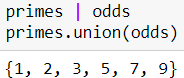 primes | odds
primes.union(odds)
{1, 2, 3, 5, 7, 9}